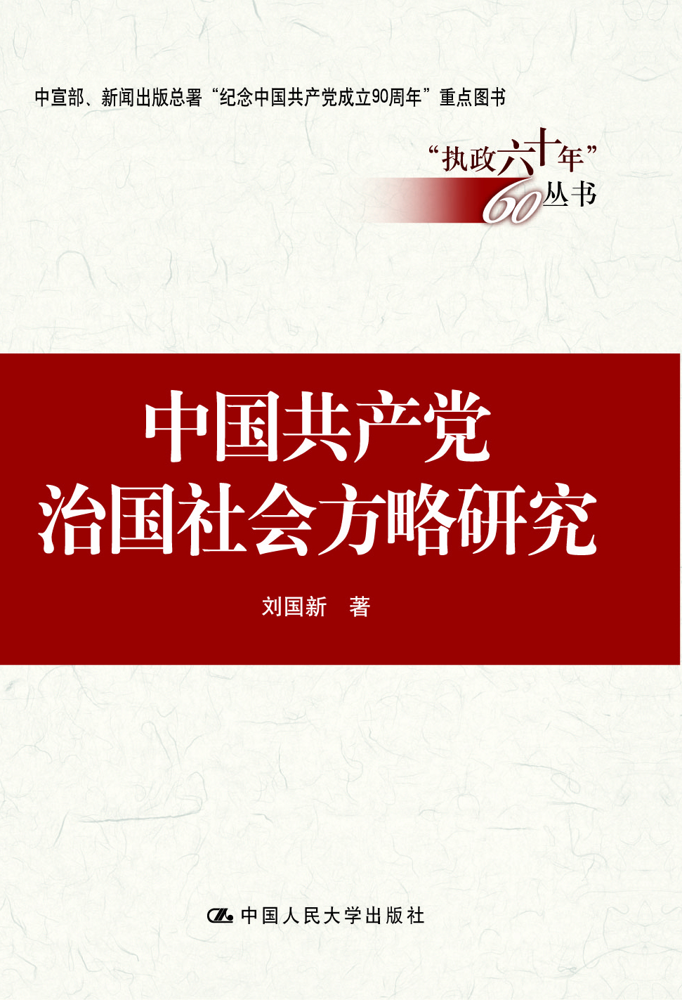 中宣部、新闻出版总署“纪念中国共产党成立90周年”重点图书
“执政六十年”
60丛书
中国共产党
治国社会方略研究
刘国新 著
中国人民大学出版社